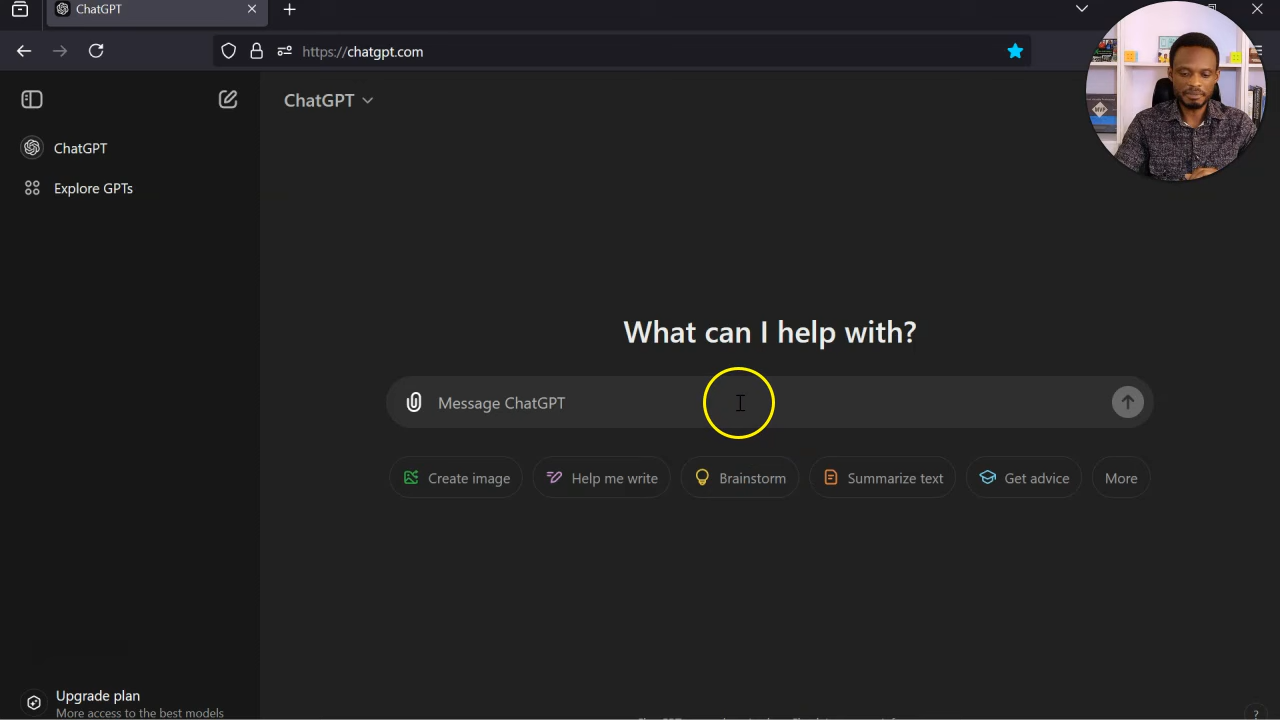 ChatGPT
https://chatgpt.com
ChatGPT
ChatGPT
Explore GPTs
What can I help with?
Message ChatGPT
Create image
Help me write
Brainstorm
Summarize text
Get advice
More
Upgrade plan
More access to the best models
?